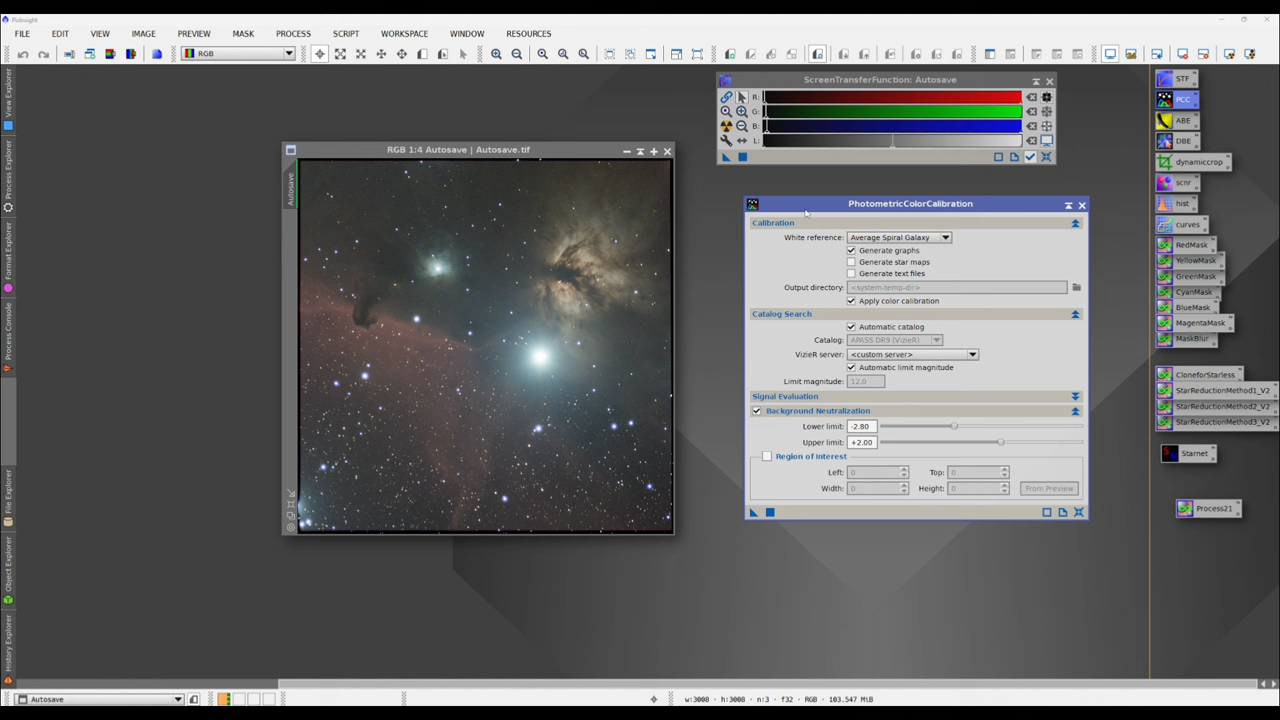 PixInsight
FILE EDIT VIEW IMAGE PREVIEW MASK PROCESS SCRIPT WORKSPACE WINDOW RESOURCES
RGB
View Explorer
Process Explorer
Format Explorer
Process Console
File Explorer
Object Explorer
History Explorer
RGB 1:4 Autosave | Autosave.tif
Autosave
ScreenTransferFunction: Autosave
R:
G:
B:
L:
PhotometricColorCalibration
Calibration
White reference: Average Spiral Galaxy
Generate graphs
Generate star maps
Generate text files
Output directory: <system-temp-dir>
Apply color calibration
Catalog Search
Automatic catalog
Catalog: APASS DR9 (VizieR)
VizieR server: <custom server>
Automatic limit magnitude
Limit magnitude: 12.0
Signal Evaluation
Background Neutralization
Lower limit: -2.80
Upper limit: +2.00
Region of Interest
Left: 0 Top: 0
Width: 0 Height: 0 From Preview
STF
PCC
ABE
DBE
dynamiccrop
scnr
hist
curves
RedMask
YellowMask
GreenMask
CyanMask
BlueMask
MagentaMask
MaskBlur
CloneforStarless
StarReductionMethod1_V2
StarReductionMethod2_V2
StarReductionMethod3_V2
Starnet
Process21
Autosave
w:3008 · h:3008 · n:3 · f32 · RGB · 103.547 MiB